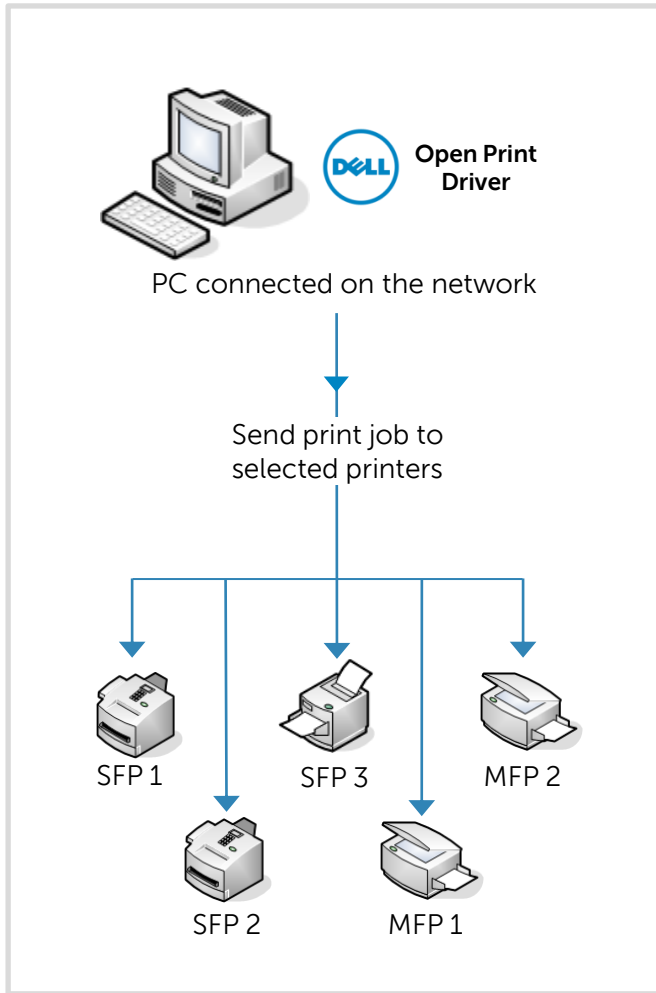 DELL
Open Print
Driver
PC connected on the network
Send print job to
selected printers
SFP 1
SFP 3
MFP 2
SFP 2
MFP 1